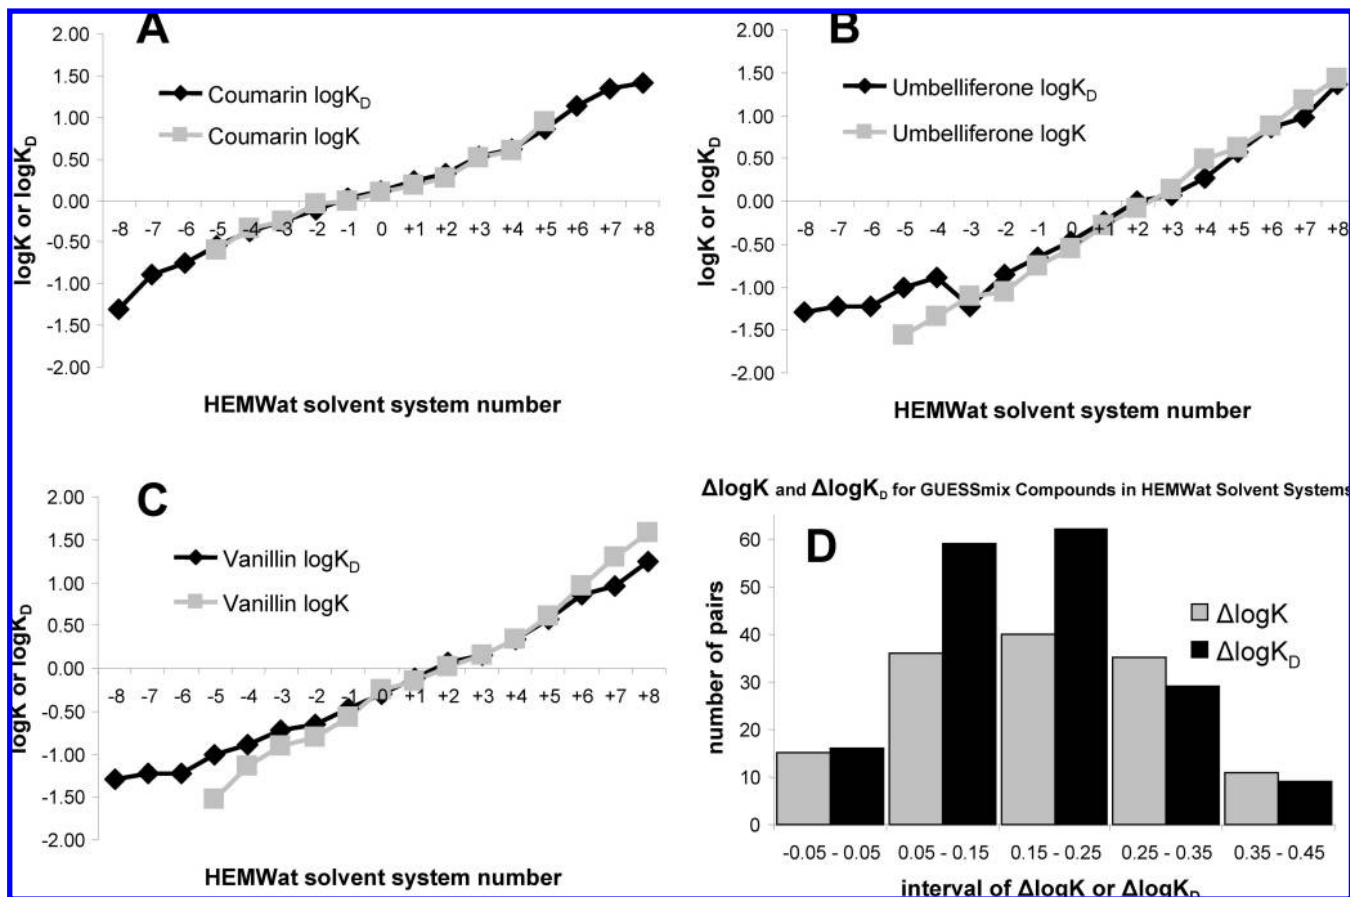 A
2.00
1.50
1.00
0.50
0.00
-0.50
-1.00
-1.50
-2.00
Coumarin logKD
Coumarin logK
logK or logKD
-8 -7 -6 -5 -4 -3 -2 -1 0 +1 +2 +3 +4 +5 +6 +7 +8
HEMWat solvent system number
B
2.00
1.50
1.00
0.50
0.00
-0.50
-1.00
-1.50
-2.00
Umbelliferone logKD
Umbelliferone logK
logK or logKD
-8 -7 -6 -5 -4 -3 -2 -1 0 +1 +2 +3 +4 +5 +6 +7 +8
HEMWat solvent system number
C
2.00
1.50
1.00
0.50
0.00
-0.50
-1.00
-1.50
-2.00
Vanillin logKD
Vanillin logK
logK or logKD
-8 -7 -6 -5 -4 -3 -2 -1 0 +1 +2 +3 +4 +5 +6 +7 +8
HEMWat solvent system number
ΔlogK and ΔlogKD for GUESSmix Compounds in HEMWat Solvent Systems
D
60
50
40
30
20
10
0
number of pairs
ΔlogK
ΔlogKD
-0.05 - 0.05 0.05 - 0.15 0.15 - 0.25 0.25 - 0.35 0.35 - 0.45
interval of ΔlogK or ΔlogKD